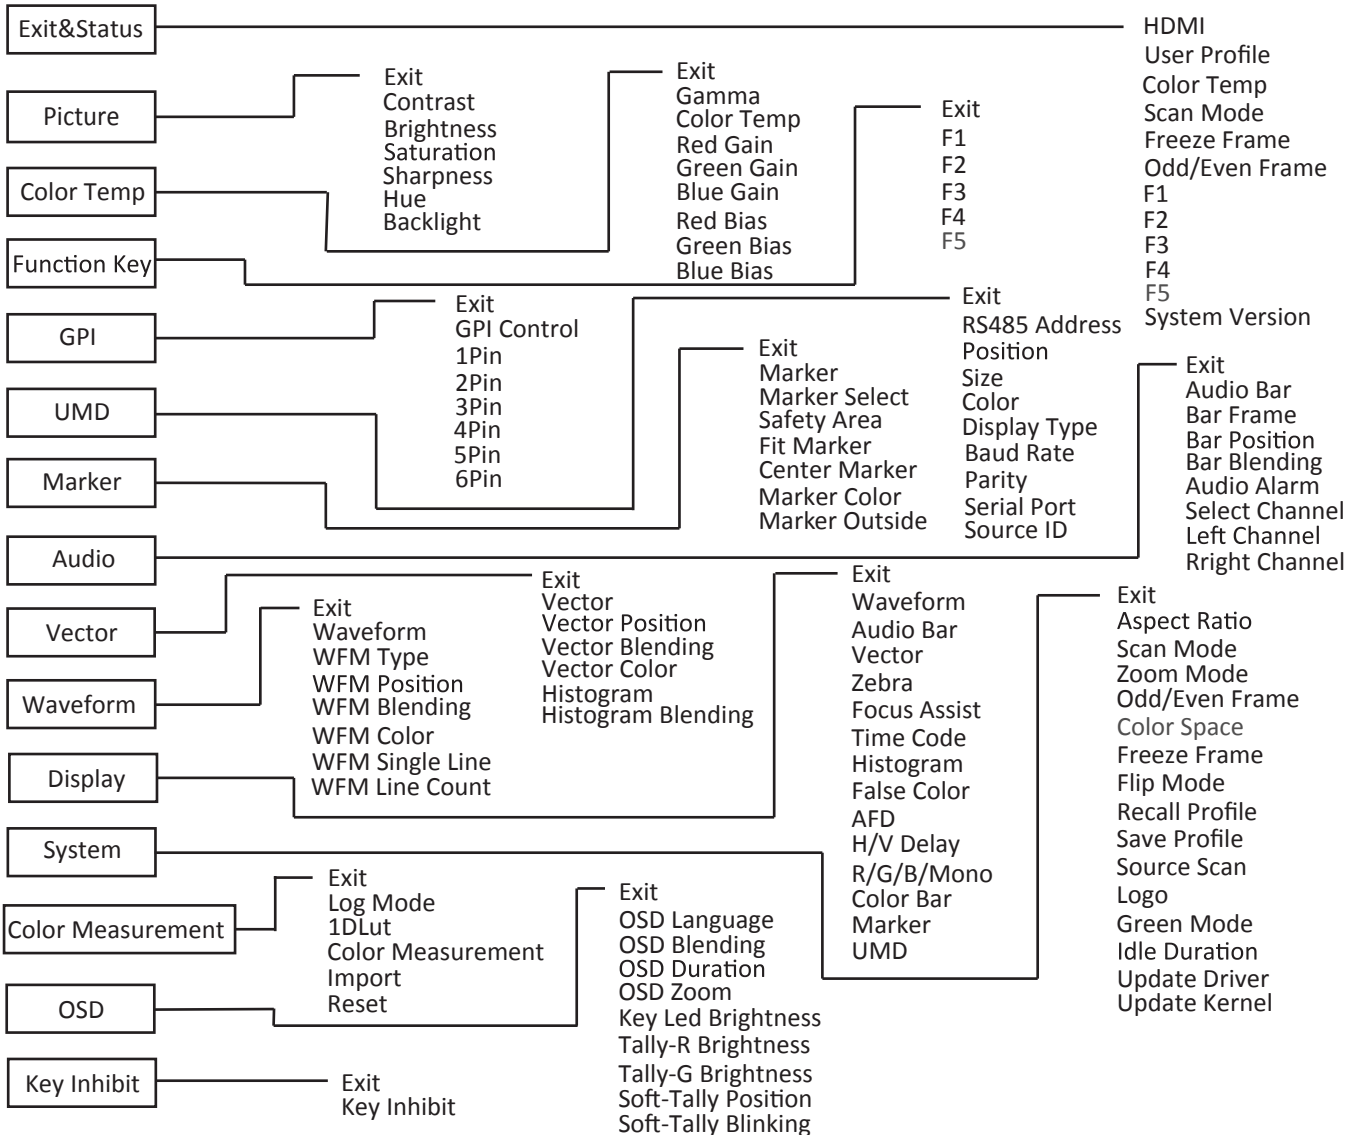 Exit&Status
HDMI
User Profile
Color Temp
Scan Mode
Freeze Frame
Odd/Even Frame
F1
F2
F3
F4
F5
System Version
Picture
Exit
Contrast
Brightness
Saturation
Sharpness
Hue
Backlight
Color Temp
Exit
Gamma
Color Temp
Red Gain
Green Gain
Blue Gain
Red Bias
Green Bias
Blue Bias
Function Key
Exit
F1
F2
F3
F4
F5
GPI
Exit
GPI Control
1Pin
2Pin
3Pin
4Pin
5Pin
6Pin
UMD
Exit
RS485 Address
Position
Size
Color
Display Type
Baud Rate
Parity
Serial Port
Source ID
Marker
Exit
Marker
Marker Select
Safety Area
Fit Marker
Center Marker
Marker Color
Marker Outside
Audio
Exit
Audio Bar
Bar Frame
Bar Position
Bar Blending
Audio Alarm
Select Channel
Left Channel
Rright Channel
Vector
Exit
Vector
Vector Position
Vector Blending
Vector Color
Histogram
Histogram Blending
Waveform
Exit
Waveform
WFM Type
WFM Position
WFM Blending
WFM Color
WFM Single Line
WFM Line Count
Display
Exit
Waveform
Audio Bar
Vector
Zebra
Focus Assist
Time Code
Histogram
False Color
AFD
H/V Delay
R/G/B/Mono
Color Bar
Marker
UMD
System
Exit
Aspect Ratio
Scan Mode
Zoom Mode
Odd/Even Frame
Color Space
Freeze Frame
Flip Mode
Recall Profile
Save Profile
Source Scan
Logo
Green Mode
Idle Duration
Update Driver
Update Kernel
Color Measurement
Exit
Log Mode
1DLut
Color Measurement
Import
Reset
OSD
Exit
OSD Language
OSD Blending
OSD Duration
OSD Zoom
Key Led Brightness
Tally-R Brightness
Tally-G Brightness
Soft-Tally Position
Soft-Tally Blinking
Key Inhibit
Exit
Key Inhibit